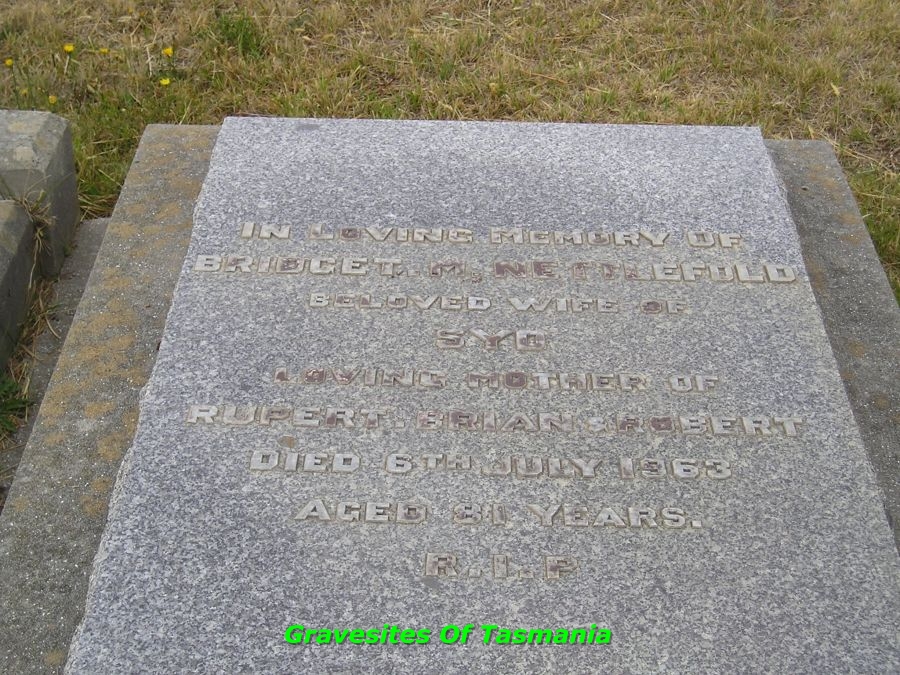 IN LOVING MEMORY OF
BRIDGET. M. NETTLEFOLD
BELOVED WIFE OF
SYD
LOVING MOTHER OF
RUPERT. BRIAN & ROBERT
DIED 6TH JULY 1963
AGED 81 YEARS.
R.I.P
Gravesites Of Tasmania